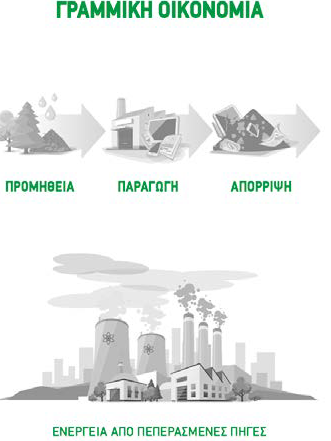 ΓΡΑΜΜΙΚΗ ΟΙΚΟΝΟΜΙΑ
ΠΡΟΜΗΘΕΙΑ ΠΑΡΑΓΩΓΗ ΑΠΟΡΡΙΨΗ
ΕΝΕΡΓΕΙΑ ΑΠΟ ΠΕΠΕΡΑΣΜΕΝΕΣ ΠΗΓΕΣ